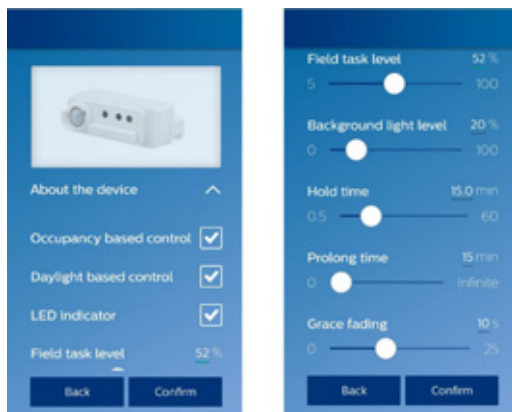 About the device
Occupancy based control
Daylight based control
LED indicator
Field task level 52 %
Back Confirm
Field task level 52 %
5 100
Background light level 20 %
0 100
Hold time 15.0 min
0.5 60
Prolong time 15 min
0 infinite
Grace fading 10 s
0 25
Back Confirm